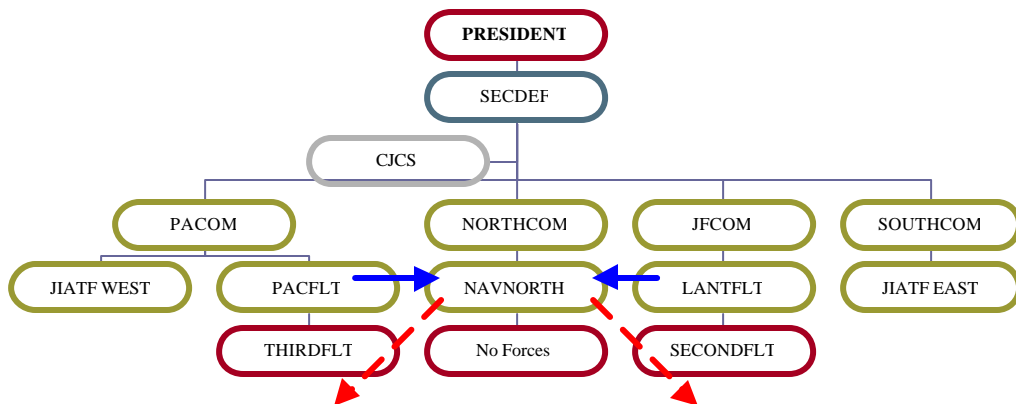 PRESIDENT
SECDEF
CJCS
PACOM
NORTHCOM
JFCOM
SOUTHCOM
JIATF WEST
PACFLT
NAVNORTH
LANTFLT
JIATF EAST
THIRDFLT
No Forces
SECONDFLT